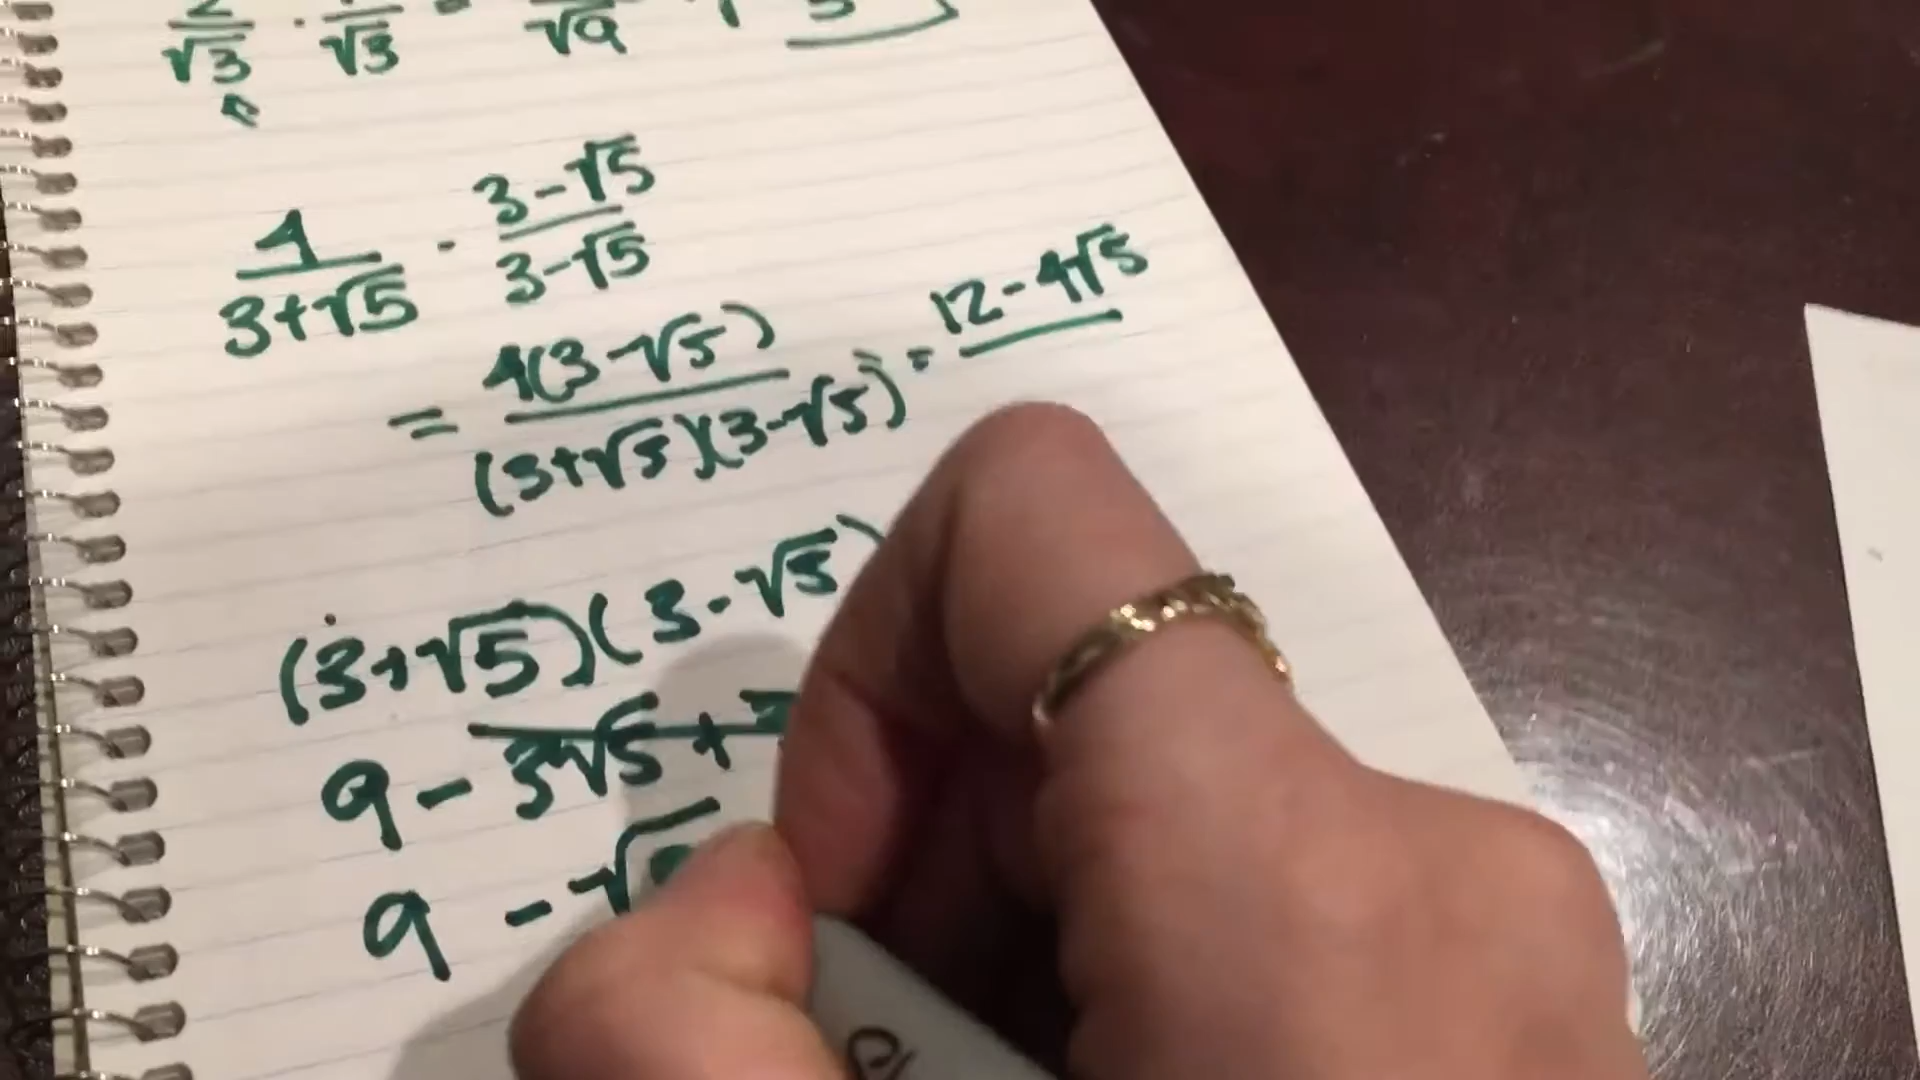 2/√3 · /√3 = /√9
4/(3+√5) · (3-√5)/(3-√5)
= 4(3-√5)/(3+√5)(3-√5) = 12-4√5
(3+√5)(3-√5)
9 - 3√5 +
9 - √